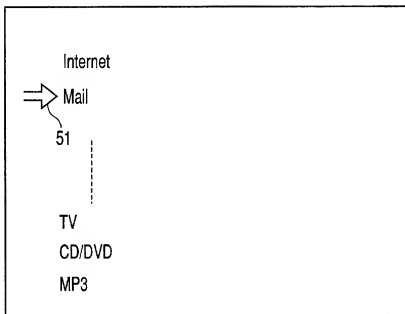 Internet
Mail
51
TV
CD/DVD
MP3